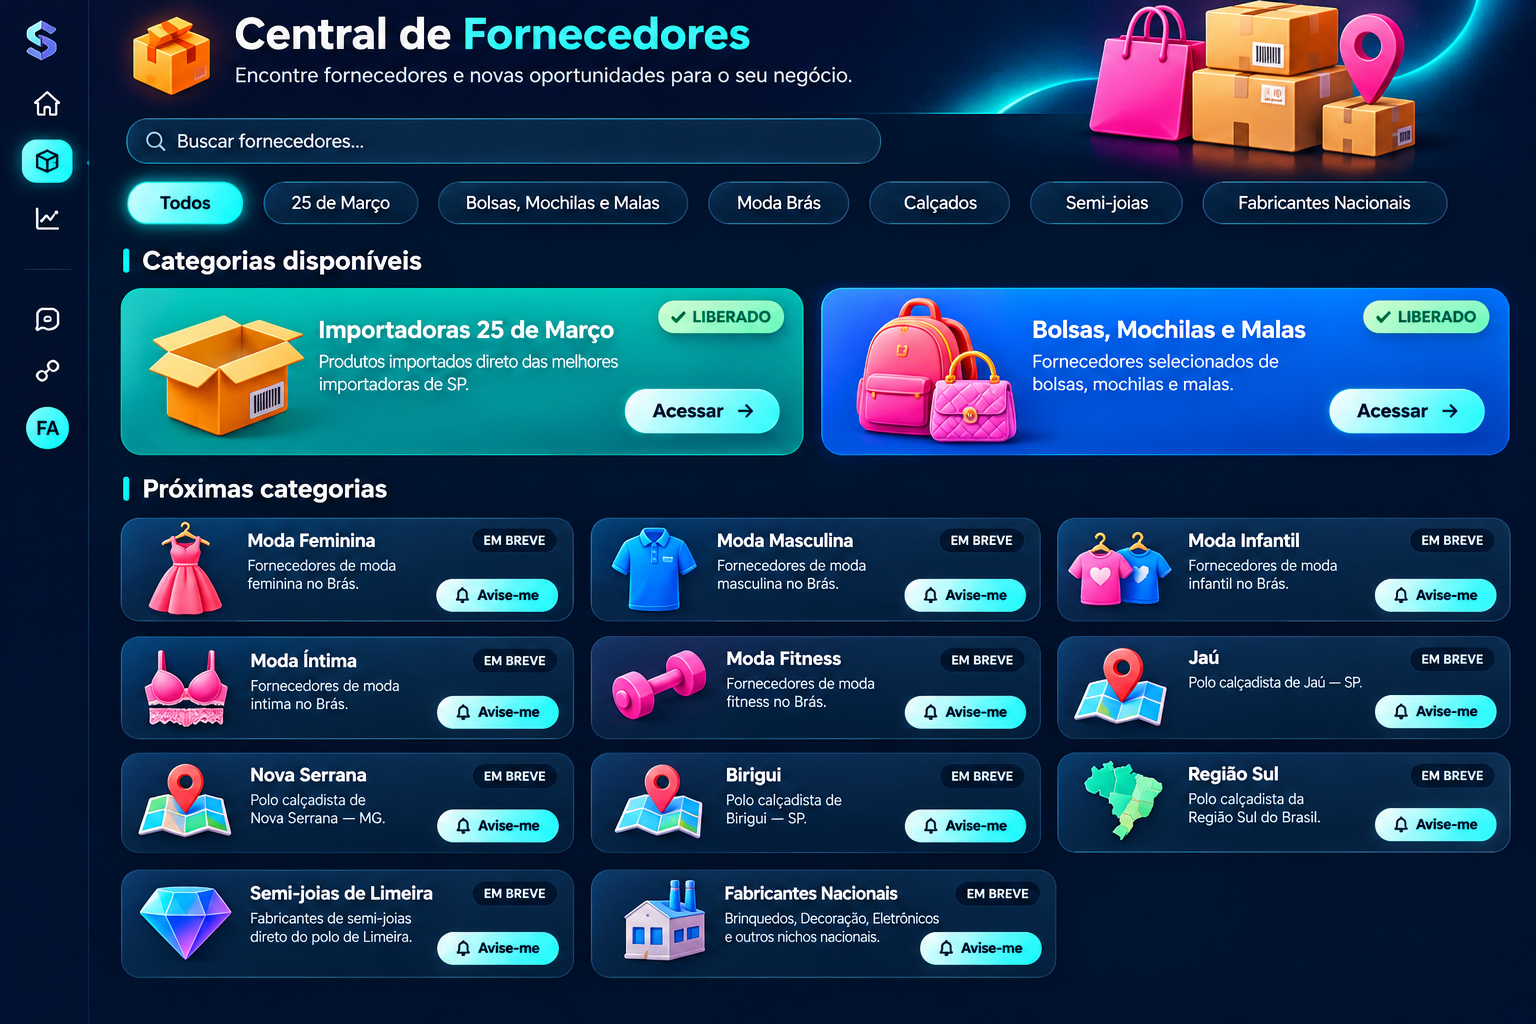 Central de Fornecedores
Encontre fornecedores e novas oportunidades para o seu negócio.
Buscar fornecedores...
Todos
25 de Março
Bolsas, Mochilas e Malas
Moda Brás
Calçados
Semi-joias
Fabricantes Nacionais
FA
Categorias disponíveis
Importadoras 25 de Março
LIBERADO
Produtos importados direto das melhores
importadoras de SP.
Acessar
Bolsas, Mochilas e Malas
LIBERADO
Fornecedores selecionados de
bolsas, mochilas e malas.
Acessar
Próximas categorias
Moda Feminina
EM BREVE
Fornecedores de moda
feminina no Brás.
Avise-me
Moda Masculina
EM BREVE
Fornecedores de moda
masculina no Brás.
Avise-me
Moda Infantil
EM BREVE
Fornecedores de moda
infantil no Brás.
Avise-me
Moda Íntima
EM BREVE
Fornecedores de moda
intima no Brás.
Avise-me
Moda Fitness
EM BREVE
Fornecedores de moda
fitness no Brás.
Avise-me
Jaú
EM BREVE
Polo calçadista de Jaú — SP.
Avise-me
Nova Serrana
EM BREVE
Polo calçadista de
Nova Serrana — MG.
Avise-me
Birigui
EM BREVE
Polo calçadista de
Birigui — SP.
Avise-me
Região Sul
EM BREVE
Polo calçadista da
Região Sul do Brasil.
Avise-me
Semi-joias de Limeira
EM BREVE
Fabricantes de semi-joias
direto do polo de Limeira.
Avise-me
Fabricantes Nacionais
EM BREVE
Brinquedos, Decoração, Eletrônicos
e outros nichos nacionais.
Avise-me